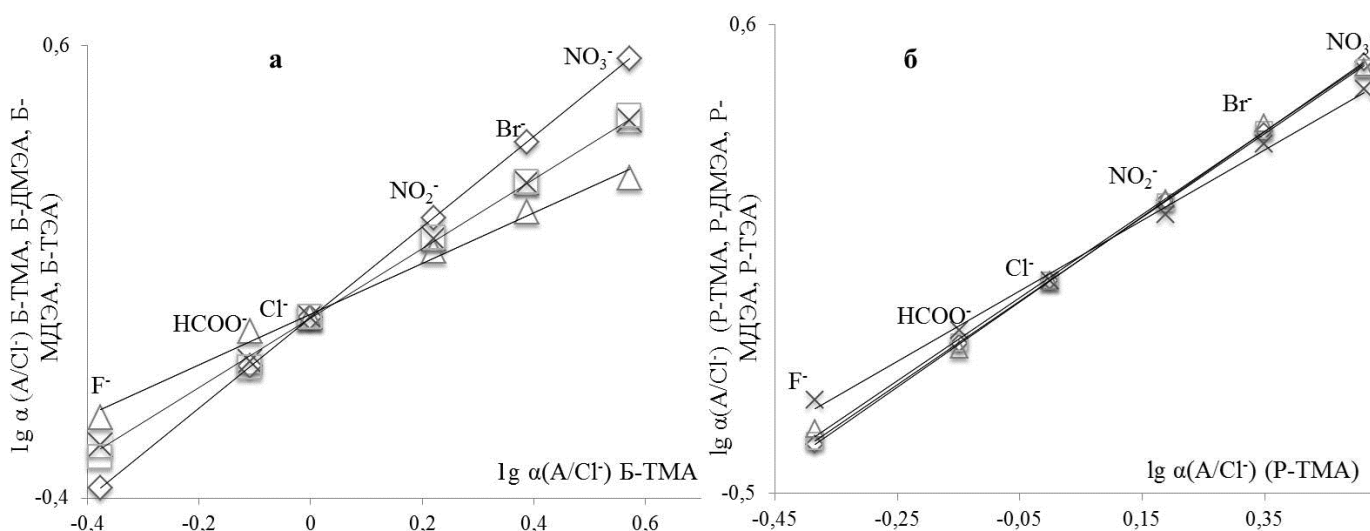 0,6
а
NO₃⁻
Br⁻
NO₂⁻
Cl⁻
HCOO⁻
F⁻
lg α (A/Cl⁻) Б-ТМА, Б-ДМЭА, Б-
МДЭА, Б-ТЭА)
lg α(A/Cl⁻) Б-ТМА
-0,4
-0,4 -0,2 0 0,2 0,4 0,6
0,6
б
NO₃
Br⁻
NO₂⁻
Cl⁻
HCOO⁻
F⁻
lg α(A/Cl⁻) (Р-ТМА, Р-ДМЭА, Р-
МДЭА, Р-ТЭА)
lg α(A/Cl⁻) (Р-ТМА)
-0,5
-0,45 -0,25 -0,05 0,15 0,35